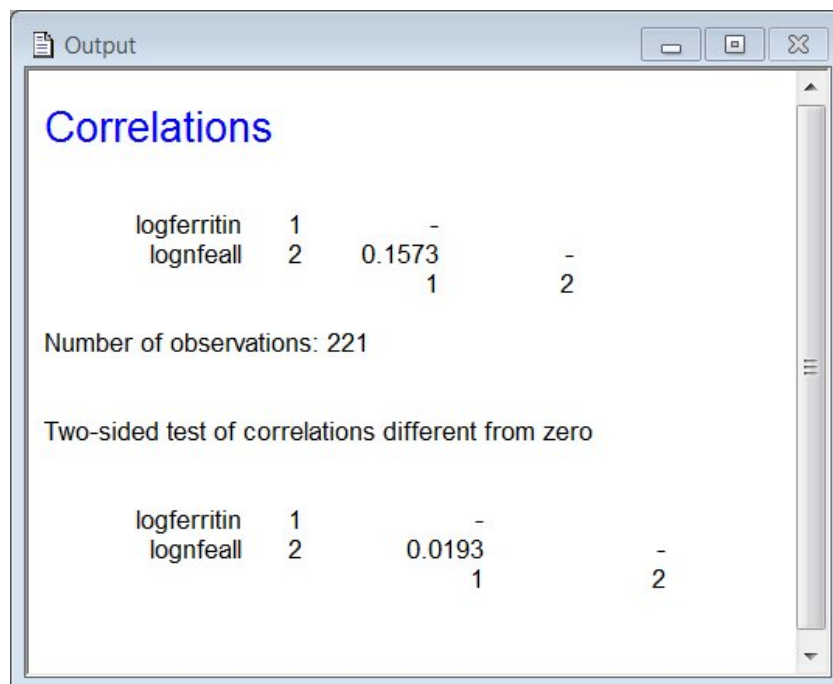 Output
Correlations
logferritin 1 -
lognfeall 2 0.1573 -
1 2
Number of observations: 221
Two-sided test of correlations different from zero
logferritin 1 -
lognfeall 2 0.0193 -
1 2